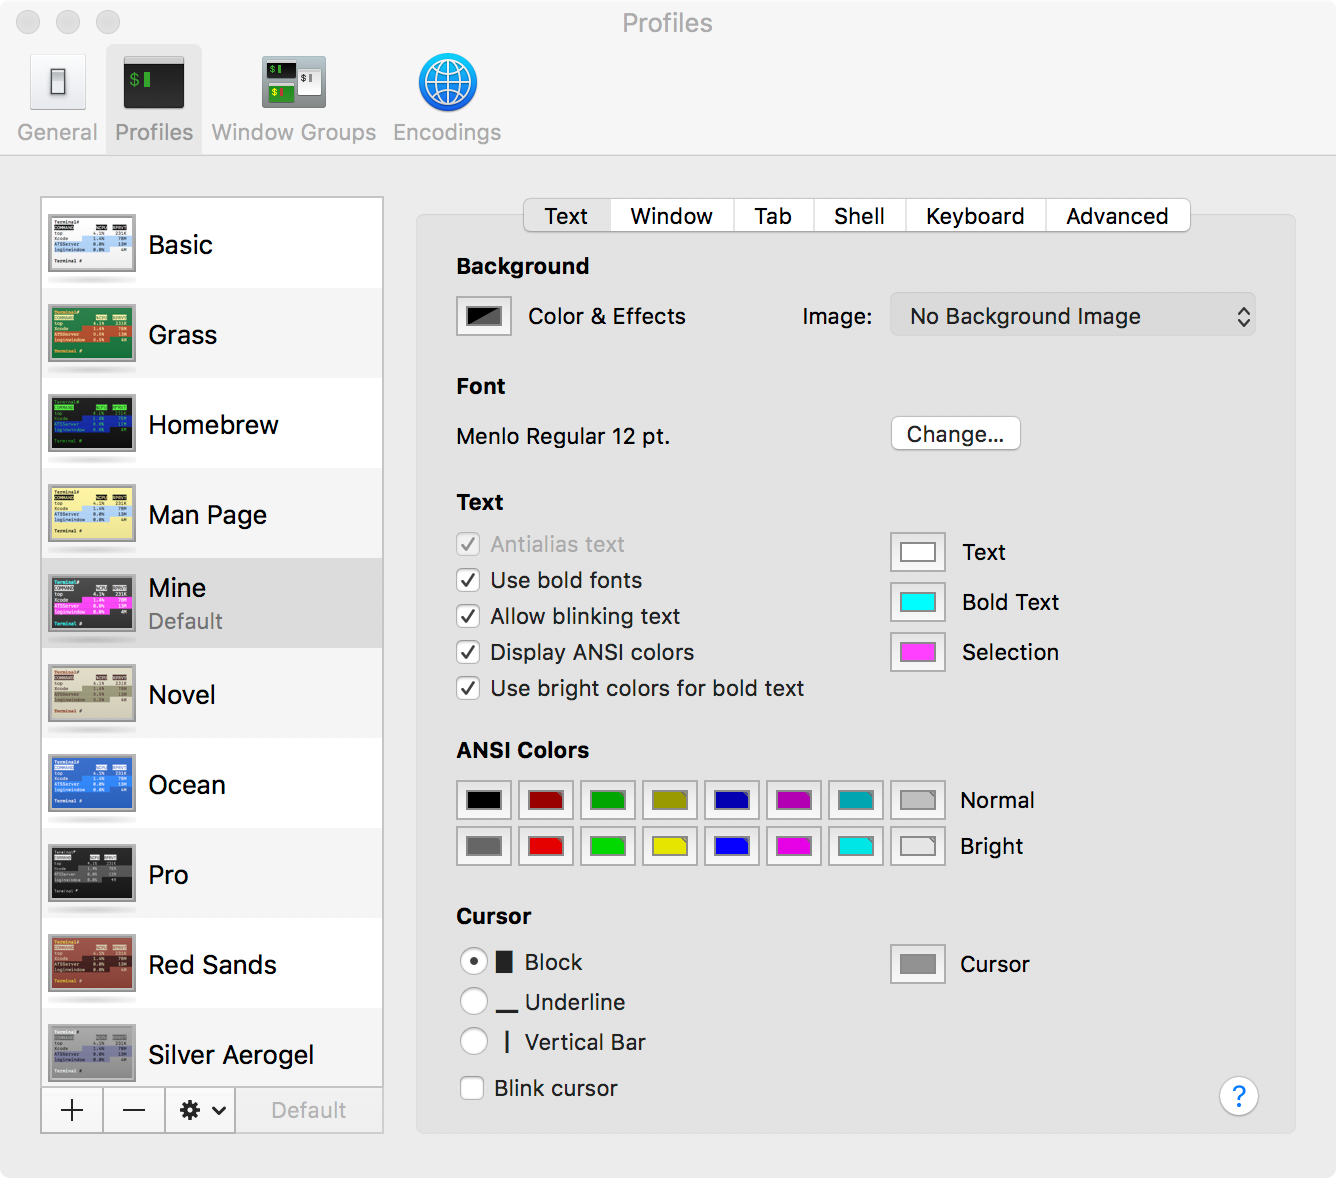 Profiles
General
Profiles
Window Groups
Encodings
Basic
Grass
Homebrew
Man Page
Mine
Default
Novel
Ocean
Pro
Red Sands
Silver Aerogel
Default
Text
Window
Tab
Shell
Keyboard
Advanced
Background
Color & Effects
Image:
No Background Image
Font
Menlo Regular 12 pt.
Change...
Text
Antialias text
Use bold fonts
Allow blinking text
Display ANSI colors
Use bright colors for bold text
Text
Bold Text
Selection
ANSI Colors
Normal
Bright
Cursor
Block
Underline
Vertical Bar
Blink cursor
Cursor
?